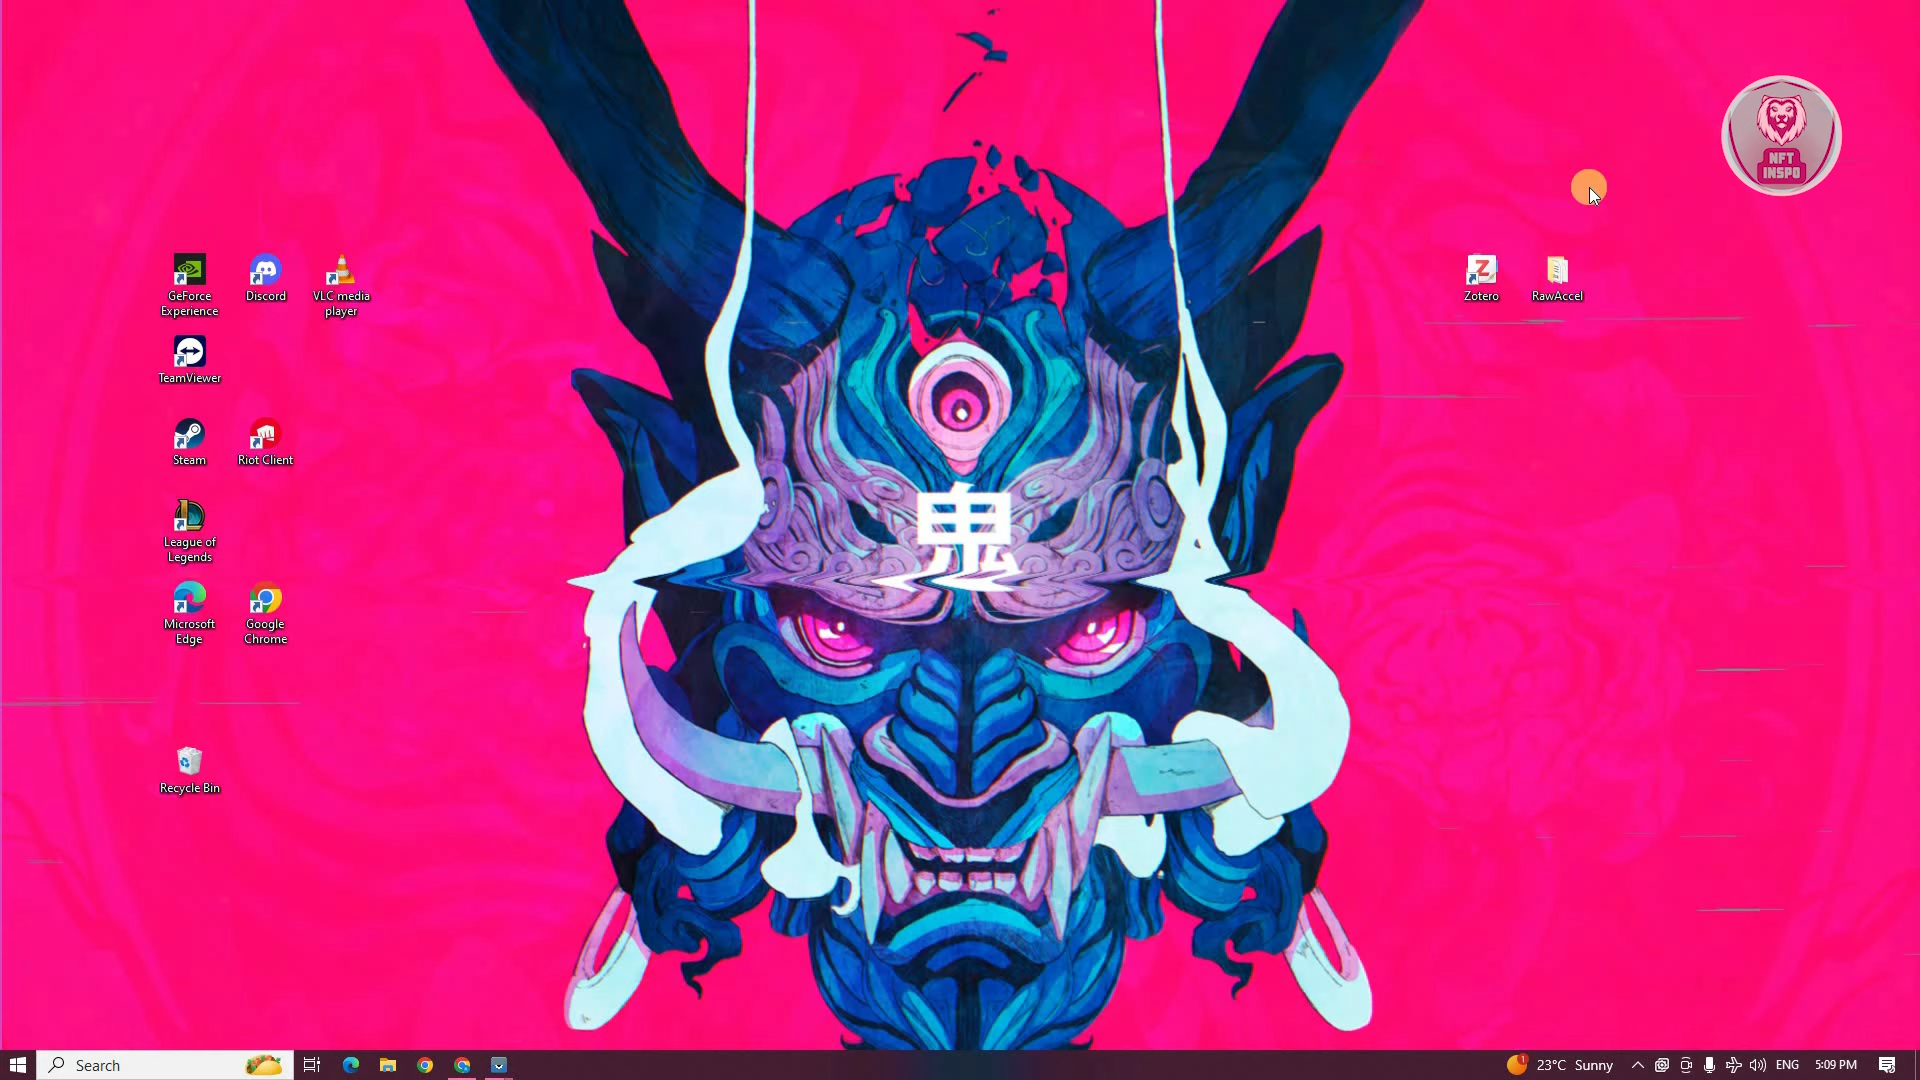 NFT
INSPO
GeForce
Experience
Discord
VLC media
player
Zotero
RawAccel
TeamViewer
Steam
Riot Client
League of
Legends
鬼
Microsoft
Edge
Google
Chrome
Recycle Bin
Search
1
23°C Sunny
ENG
5:09 PM